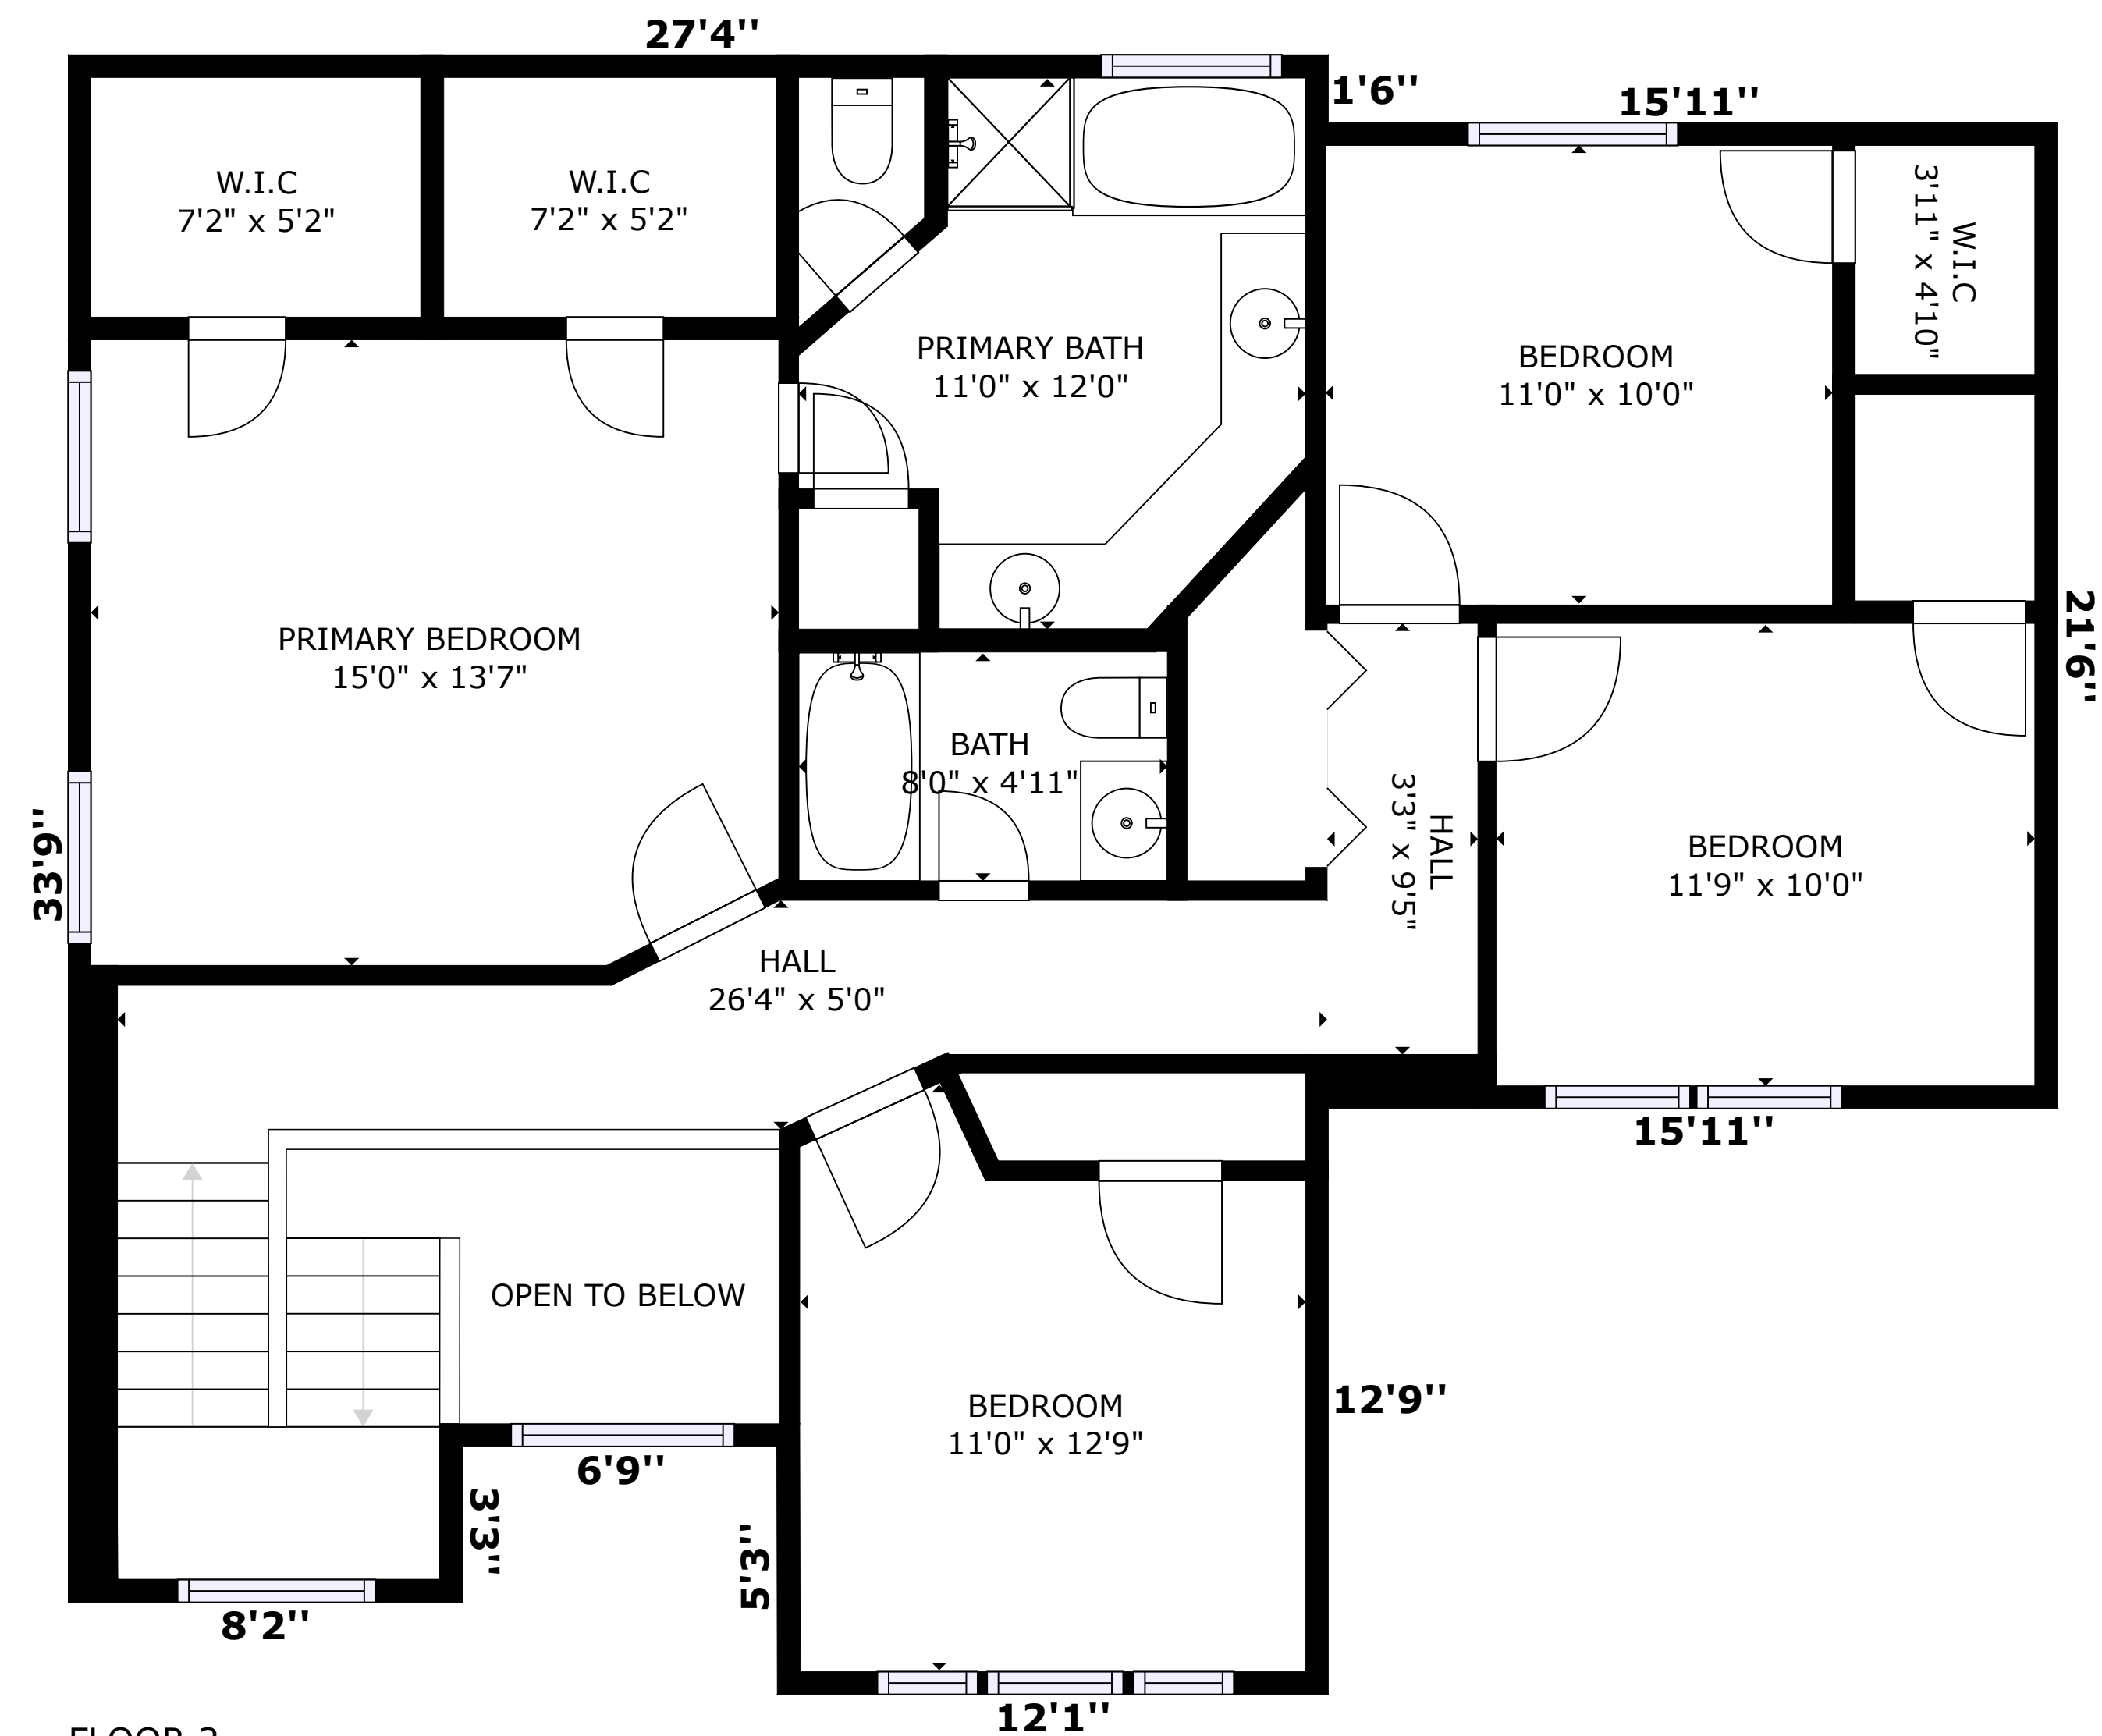 27'4''
1'6''
15'11''
W.I.C
7'2" x 5'2"
W.I.C
7'2" x 5'2"
W.I.C
3'11" x 4'10"
PRIMARY BATH
11'0" x 12'0"
BEDROOM
11'0" x 10'0"
PRIMARY BEDROOM
15'0" x 13'7"
21'6''
BATH
8'0" x 4'11"
HALL
3'3" x 9'5"
BEDROOM
11'9" x 10'0"
33'9''
HALL
26'4" x 5'0"
15'11''
OPEN TO BELOW
BEDROOM
11'0" x 12'9"
12'9''
6'9''
3'3''
5'3''
8'2''
12'1''
FLOOR 2